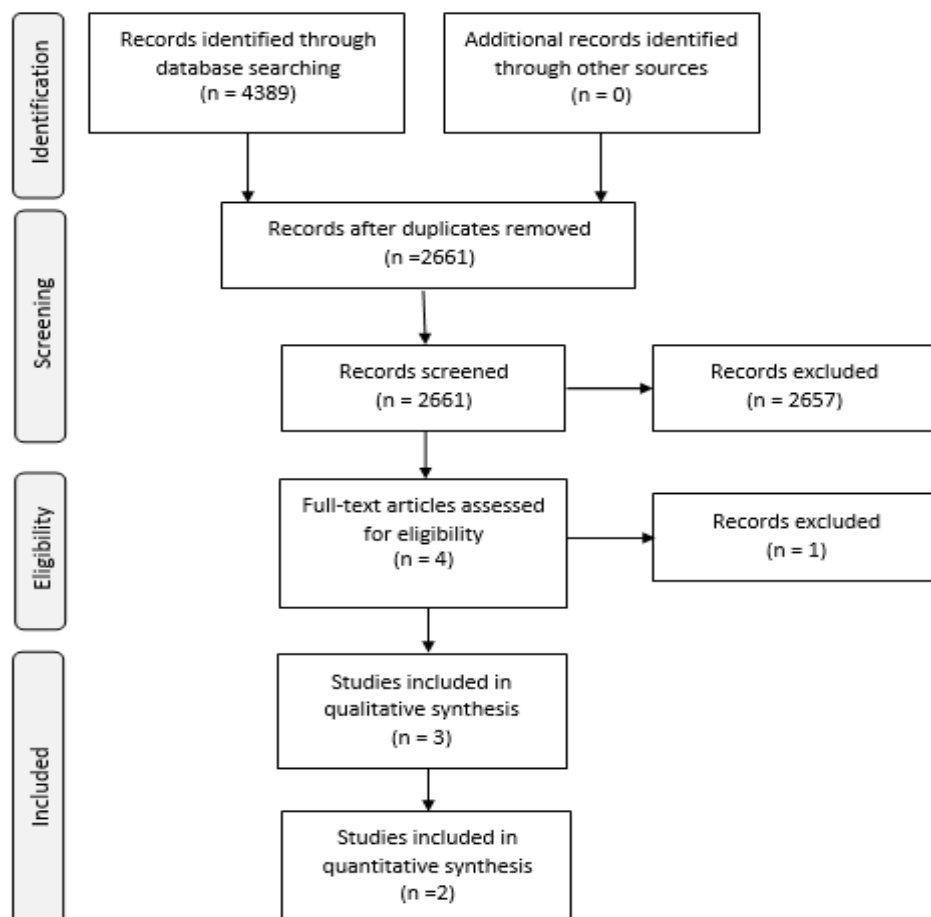 Identification
Records identified through
database searching
(n = 4389)
Additional records identified
through other sources
(n = 0)
Screening
Records after duplicates removed
(n =2661)
Records screened
(n = 2661)
Records excluded
(n = 2657)
Eligibility
Full-text articles assessed
for eligibility
(n = 4)
Records excluded
(n = 1)
Included
Studies included in
qualitative synthesis
(n = 3)
Studies included in
quantitative synthesis
(n =2)